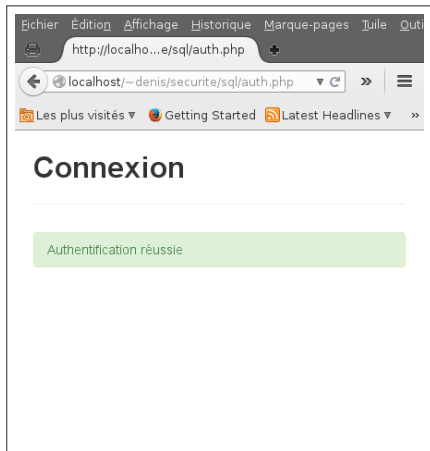 Fichier Édition Affichage Historique Marque-pages Tuile Outi
http://localho...e/sql/auth.php
localhost/~denis/securite/sql/auth.php
Les plus visités Getting Started Latest Headlines
Connexion
Authentification réussie